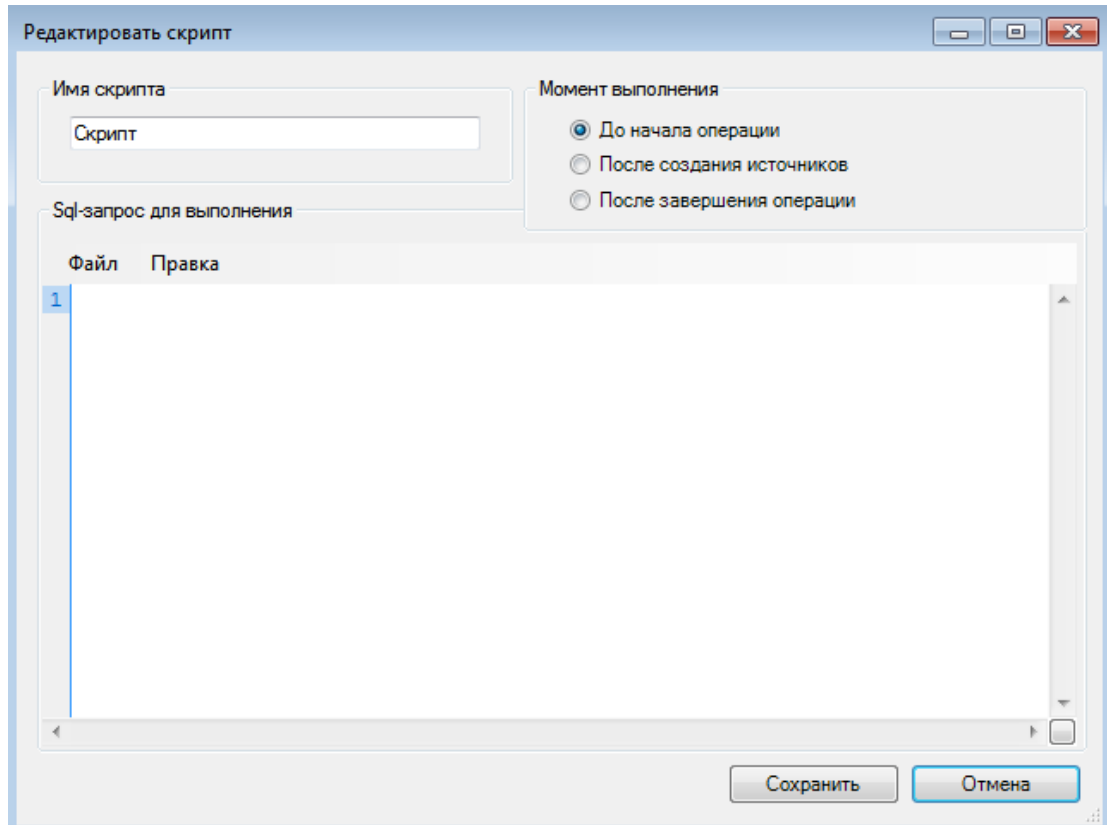 Редактировать скрипт
Имя скрипта
Скрипт
Момент выполнения
До начала операции
После создания источников
После завершения операции
Sql-запрос для выполнения
Файл Правка
1
Сохранить Отмена